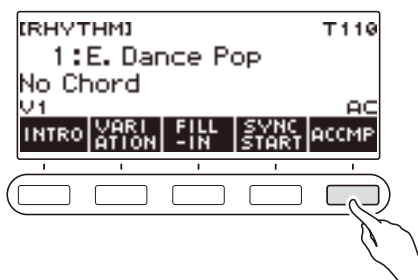 [RHYTHM] T110
1:E. Dance Pop
No Chord
V1 AC
INTRO VARI ATION FILL -IN SYNC START ACCMP